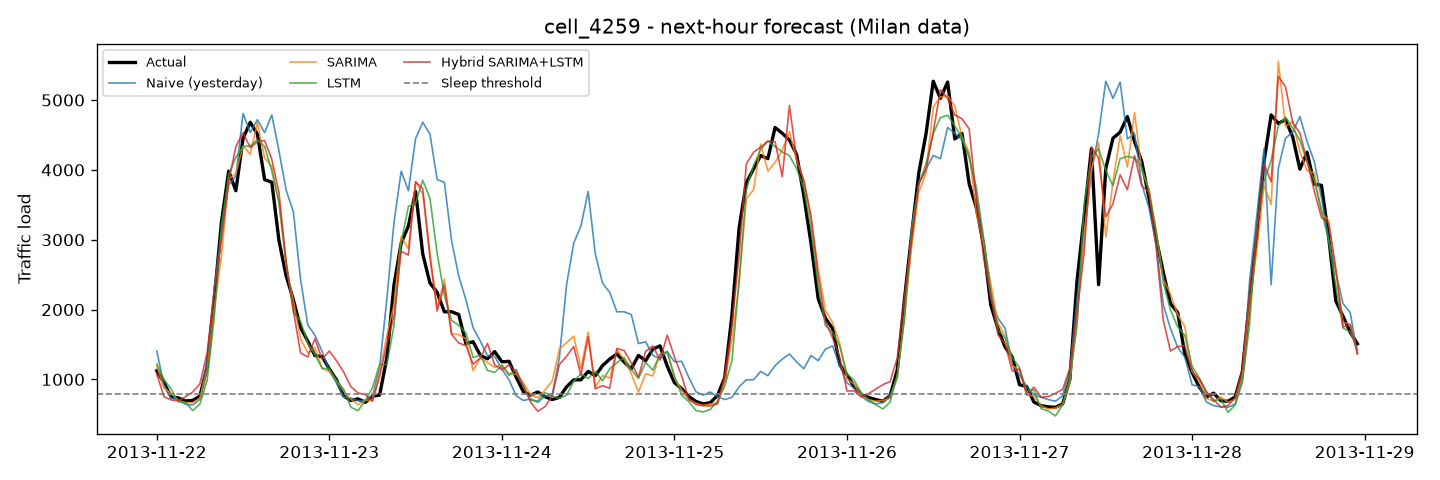 cell_4259 - next-hour forecast (Milan data)
Actual
Naive (yesterday)
SARIMA
LSTM
Hybrid SARIMA+LSTM
Sleep threshold
Traffic load
5000
4000
3000
2000
1000
2013-11-22
2013-11-23
2013-11-24
2013-11-25
2013-11-26
2013-11-27
2013-11-28
2013-11-29